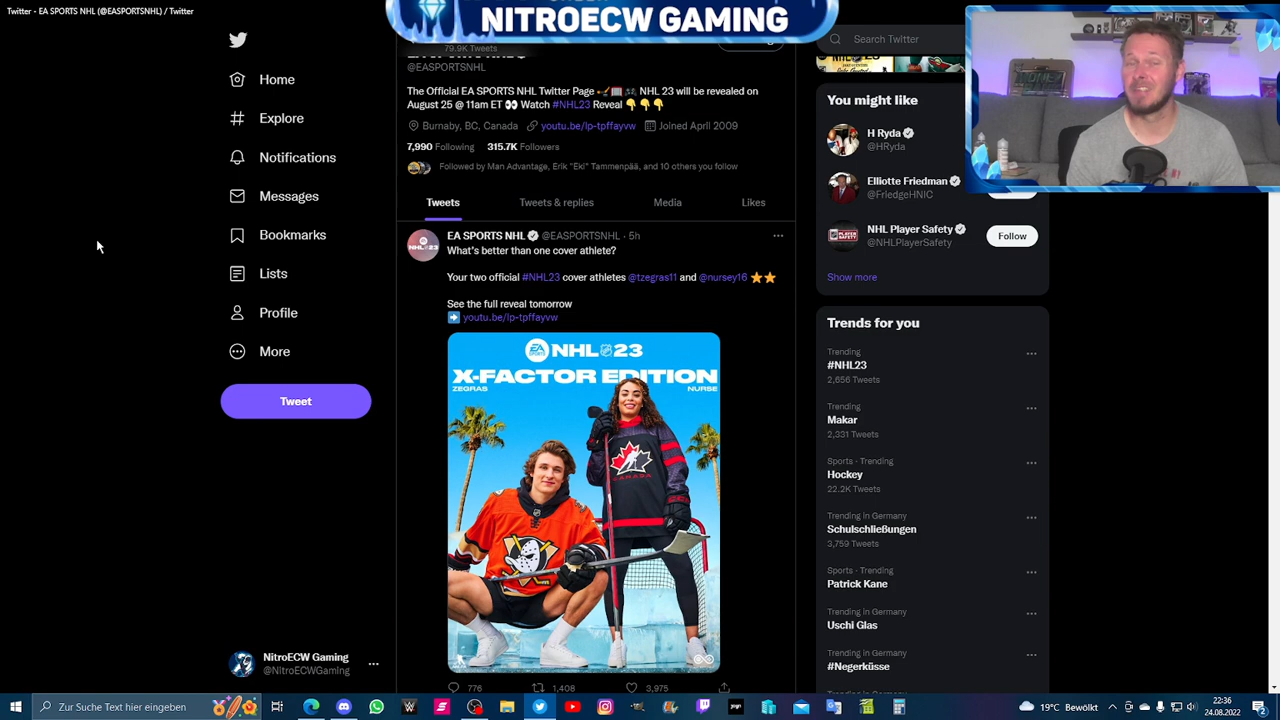 Twitter - EA SPORTS NHL (@EASPORTSNHL) / Twitter
NITROECW GAMING
79.9K Tweets
@EASPORTSNHL
The Official EA SPORTS NHL Twitter Page 🏒🥅🎮 NHL 23 will be revealed on
August 25 @ 11am ET 👀 Watch #NHL23 Reveal 👇👇👇
Burnaby, BC, Canada youtu.be/lp-tpffayvw Joined April 2009
7,990 Following 315.7K Followers
Followed by Man Advantage, Erik "Eki" Tammenpää, and 10 others you follow
Tweets Tweets & replies Media Likes
EA SPORTS NHL @EASPORTSNHL · 5h
What's better than one cover athlete?
Your two official #NHL23 cover athletes @tzegras11 and @nursey16 ⭐⭐
See the full reveal tomorrow
➡️ youtu.be/lp-tpffayvw
EA SPORTS NHL 23
X-FACTOR EDITION
ZEGRAS NURSE
CANADA
776 1,408 3,975
Home
Explore
Notifications
Messages
Bookmarks
Lists
Profile
More
Tweet
NitroECW Gaming
@NitroECWGaming
Search Twitter
You might like
H Ryda
@HRyda
Elliotte Friedman
@FriedgeHNIC
NHL Player Safety
@NHLPlayerSafety
Follow
Show more
Trends for you
Trending
#NHL23
2,656 Tweets
Trending
Makar
2,331 Tweets
Sports · Trending
Hockey
22.2K Tweets
Trending in Germany
Schulschließungen
3,759 Tweets
Sports · Trending
Patrick Kane
Trending in Germany
Uschi Glas
Trending in Germany
#Negerküsse
Zur Suche Text hier eingeben
19°C Bewölkt
22:36
24.08.2022